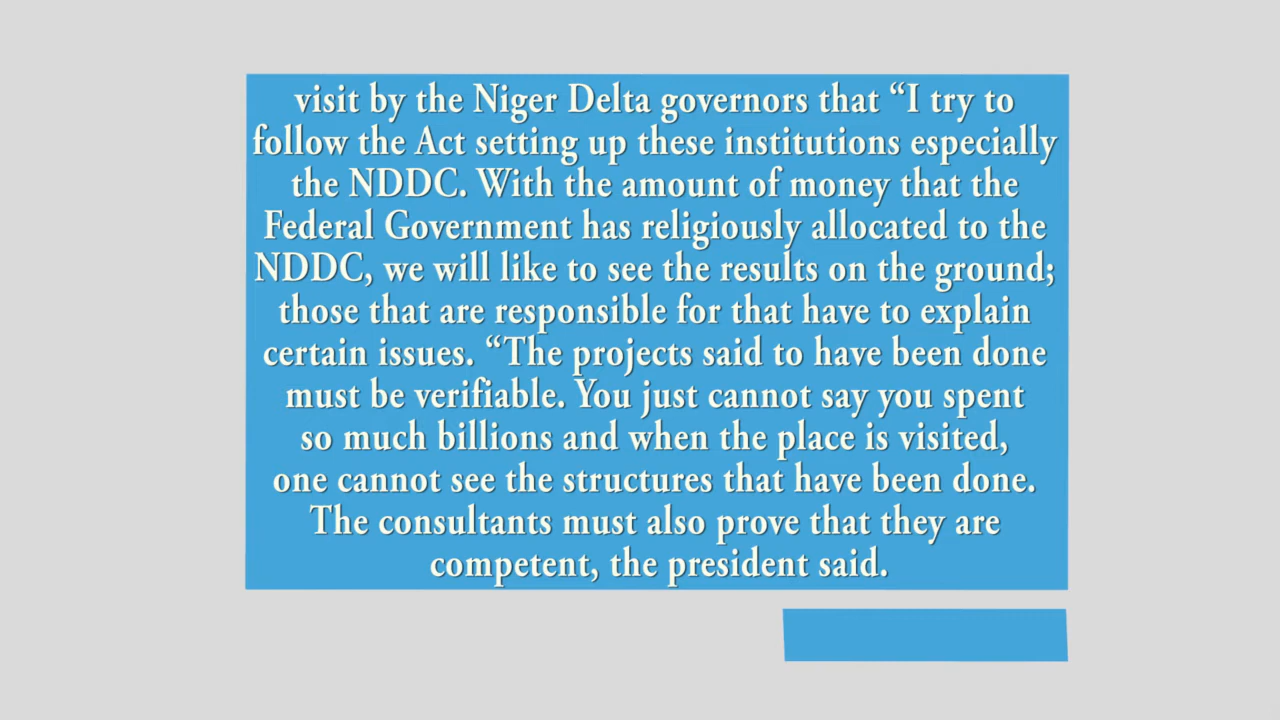 visit by the Niger Delta governors that “I try to
follow the Act setting up these institutions especially
the NDDC. With the amount of money that the
Federal Government has religiously allocated to the
NDDC, we will like to see the results on the ground;
those that are responsible for that have to explain
certain issues. “The projects said to have been done
must be verifiable. You just cannot say you spent
so much billions and when the place is visited,
one cannot see the structures that have been done.
The consultants must also prove that they are
competent, the president said.